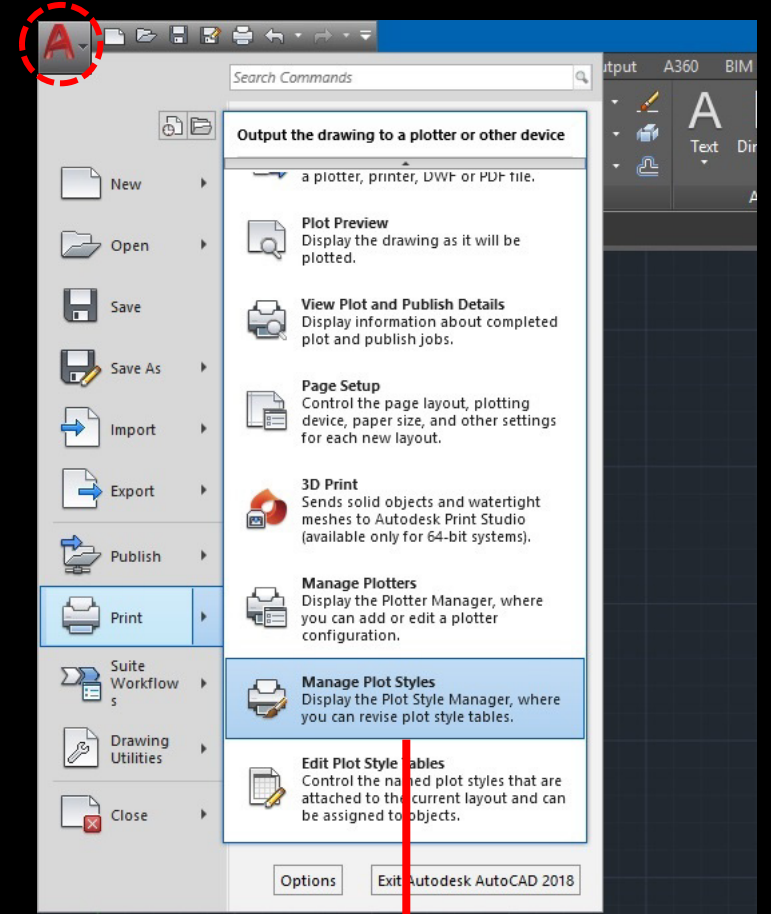 A
Search Commands
utput A360 BIM
Output the drawing to a plotter or other device
A
Text
Dir
A
a plotter, printer, DWF or PDF file.
New
Plot Preview
Display the drawing as it will be
plotted.
Open
View Plot and Publish Details
Display information about completed
plot and publish jobs.
Save
Save As
Page Setup
Control the page layout, plotting
device, paper size, and other settings
for each new layout.
Import
3D Print
Sends solid objects and watertight
meshes to Autodesk Print Studio
(available only for 64-bit systems).
Export
Publish
Manage Plotters
Display the Plotter Manager, where
you can add or edit a plotter
configuration.
Print
Suite
Workflow
s
Manage Plot Styles
Display the Plot Style Manager, where
you can revise plot style tables.
Drawing
Utilities
Edit Plot Style Tables
Control the named plot styles that are
attached to the current layout and can
be assigned to objects.
Close
Options
Exit Autodesk AutoCAD 2018